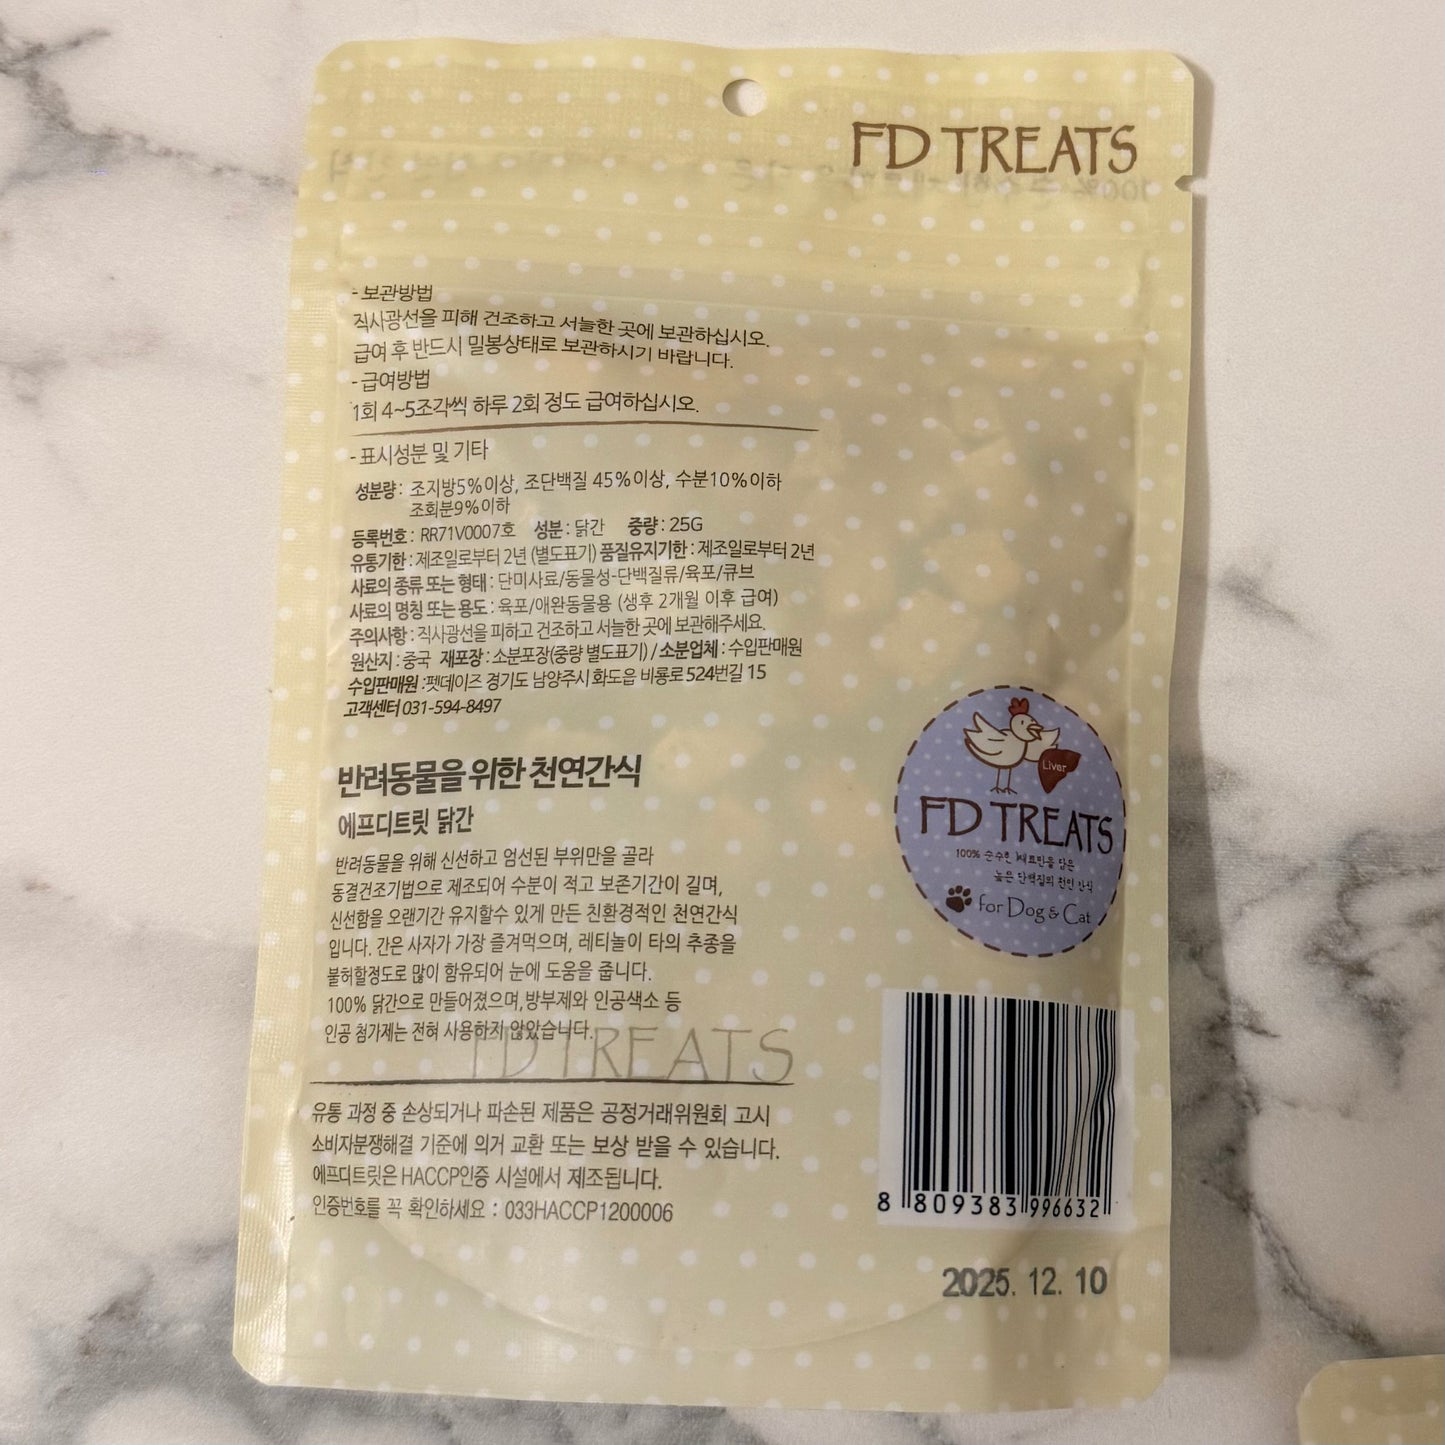 FD TREATS
- 보관방법
직사광선을 피해 건조하고 서늘한 곳에 보관하십시오.
급여 후 반드시 밀봉상태로 보관하시기 바랍니다.
- 급여방법
1회 4~5조각씩 하루 2회 정도 급여하십시오.
- 표시성분 및 기타
성분량 : 조지방5%이상, 조단백질 45%이상, 수분10%이하
조회분9%이하
등록번호 : RR71V0007호 성분 : 닭간 중량 : 25G
유통기한 : 제조일로부터 2년 (별도표기) 품질유지기한 : 제조일로부터 2년
사료의 종류 또는 형태 : 단미사료/동물성-단백질류/육포/큐브
사료의 명칭 또는 용도 : 육포/애완동물용 (생후 2개월 이후 급여)
주의사항 : 직사광선을 피하고 건조하고 서늘한 곳에 보관해주세요.
원산지 : 중국 재포장 : 소분포장(중량 별도표기) / 소분업체 : 수입판매원
수입판매원 : 펫데이즈 경기도 남양주시 화도읍 비룡로 524번길 15
고객센터 031-594-8497
반려동물을 위한 천연간식
에프디트릿 닭간
반려동물을 위해 신선하고 엄선된 부위만을 골라
동결건조기법으로 제조되어 수분이 적고 보존기간이 길며,
신선함을 오랜기간 유지할수 있게 만든 친환경적인 천연간식
입니다. 간은 사자가 가장 즐겨먹으며, 레티놀이 타의 추종을
불허할정도로 많이 함유되어 눈에 도움을 줍니다.
100% 닭간으로 만들어졌으며, 방부제와 인공색소 등
인공 첨가제는 전혀 사용하지 않았습니다.
FD TREATS
유통 과정 중 손상되거나 파손된 제품은 공정거래위원회 고시
소비자분쟁해결 기준에 의거 교환 또는 보상 받을 수 있습니다.
에프디트릿은 HACCP인증 시설에서 제조됩니다.
인증번호를 꼭 확인하세요 : 033HACCP1200006
Liver
FD TREATS
100% 순수한 재료만을 담은
높은 단백질의 천연 간식
for Dog & Cat
8 809383 996632
2025. 12. 10